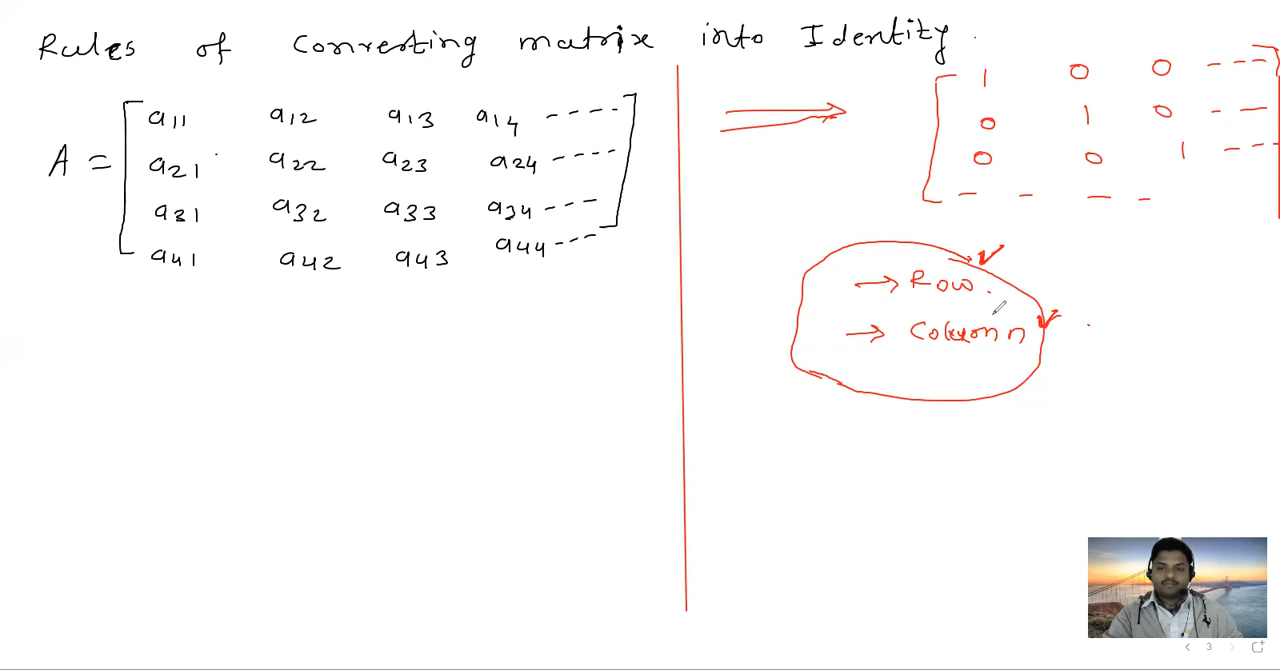 Rules of Converting matrix into Identity.
A = [ a11 a12 a13 a14 ----
a21 a22 a23 a24 ----
a31 a32 a33 a34 ---
a41 a42 a43 a44 --- ]
⇒ [ 1 0 0 ---
0 1 0 ---
0 0 1 ---
- - - - ]
→ Row.
→ Column
3